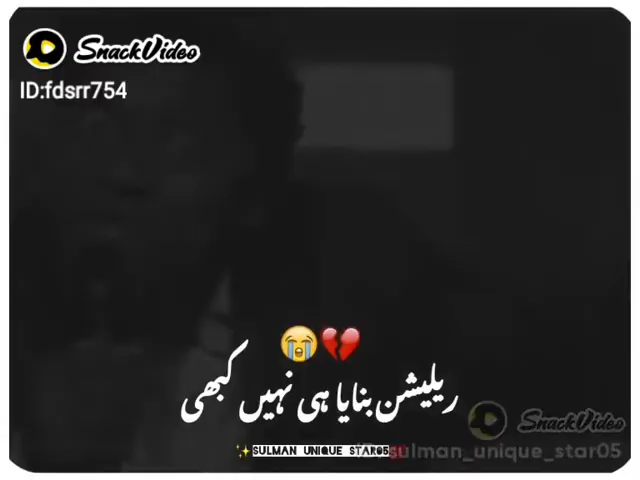 SnackVideo
ID:fdsrr754
😭💔
ریلیشن بنایا ہی نہیں کبھی
SnackVideo
✨SULMAN UNIQUE STAR05
sulman_unique_star05